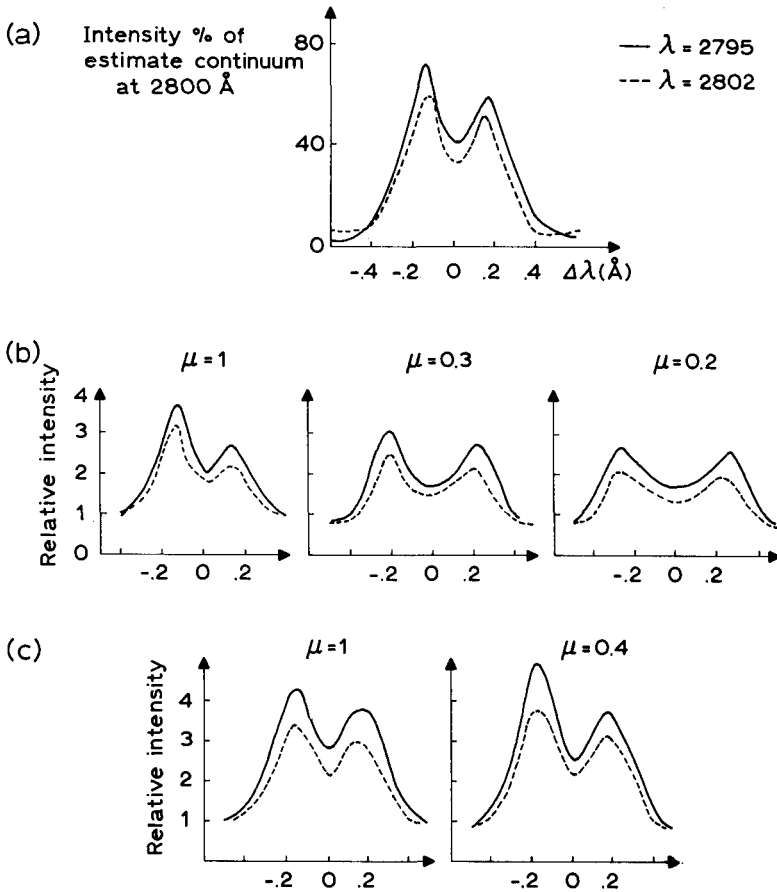 (a)
Intensity % of
estimate continuum
at 2800 Å
80
40
0
-.4 -.2 0 .2 .4 Δλ(Å)
λ = 2795
λ = 2802
(b)
μ=1
μ=0.3
μ=0.2
Relative intensity
4
3
2
1
0
-.2 0 .2
-.2 0 .2
-.2 0 .2
(c)
μ=1
μ=0.4
Relative intensity
4
3
2
1
-.2 0 .2
-.2 0 .2